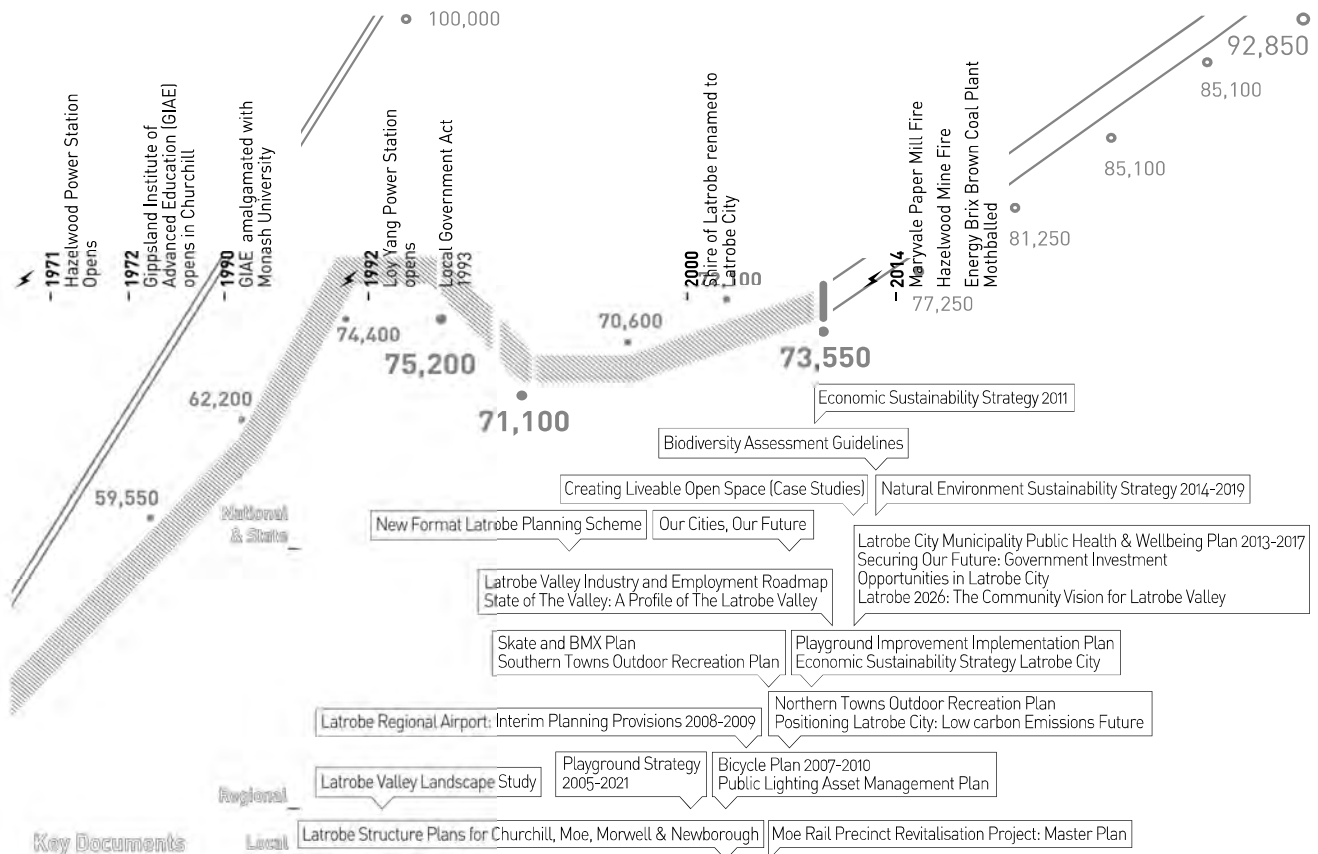 100,000
92,850
85,100
85,100
81,250
77,250
1971
Hazelwood Power Station
Opens
1972
Gippsland Institute of
Advanced Education (GIAE)
opens in Churchill
1990
GIAE amalgamated with
Monash University
1992
Loy Yang Power Station
opens
Local Government Act
1993
2000
Shire of Latrobe renamed to
Latrobe City
2014
Maryvale Paper Mill Fire
Hazelwood Mine Fire
Energy Brix Brown Coal Plant
Mothballed
59,550
62,200
74,400
75,200
71,100
70,600
73,550
Economic Sustainability Strategy 2011
Biodiversity Assessment Guidelines
Creating Liveable Open Space (Case Studies)
Natural Environment Sustainability Strategy 2014-2019
National
& State
New Format Latrobe Planning Scheme
Our Cities, Our Future
Latrobe City Municipality Public Health & Wellbeing Plan 2013-2017
Securing Our Future: Government Investment
Opportunities in Latrobe City
Latrobe 2026: The Community Vision for Latrobe Valley
Latrobe Valley Industry and Employment Roadmap
State of The Valley: A Profile of The Latrobe Valley
Skate and BMX Plan
Southern Towns Outdoor Recreation Plan
Playground Improvement Implementation Plan
Economic Sustainability Strategy Latrobe City
Northern Towns Outdoor Recreation Plan
Positioning Latrobe City: Low carbon Emissions Future
Latrobe Regional Airport: Interim Planning Provisions 2008-2009
Playground Strategy
2005-2021
Bicycle Plan 2007-2010
Public Lighting Asset Management Plan
Latrobe Valley Landscape Study
Regional
Key Documents
Local
Latrobe Structure Plans for Churchill, Moe, Morwell & Newborough
Moe Rail Precinct Revitalisation Project: Master Plan